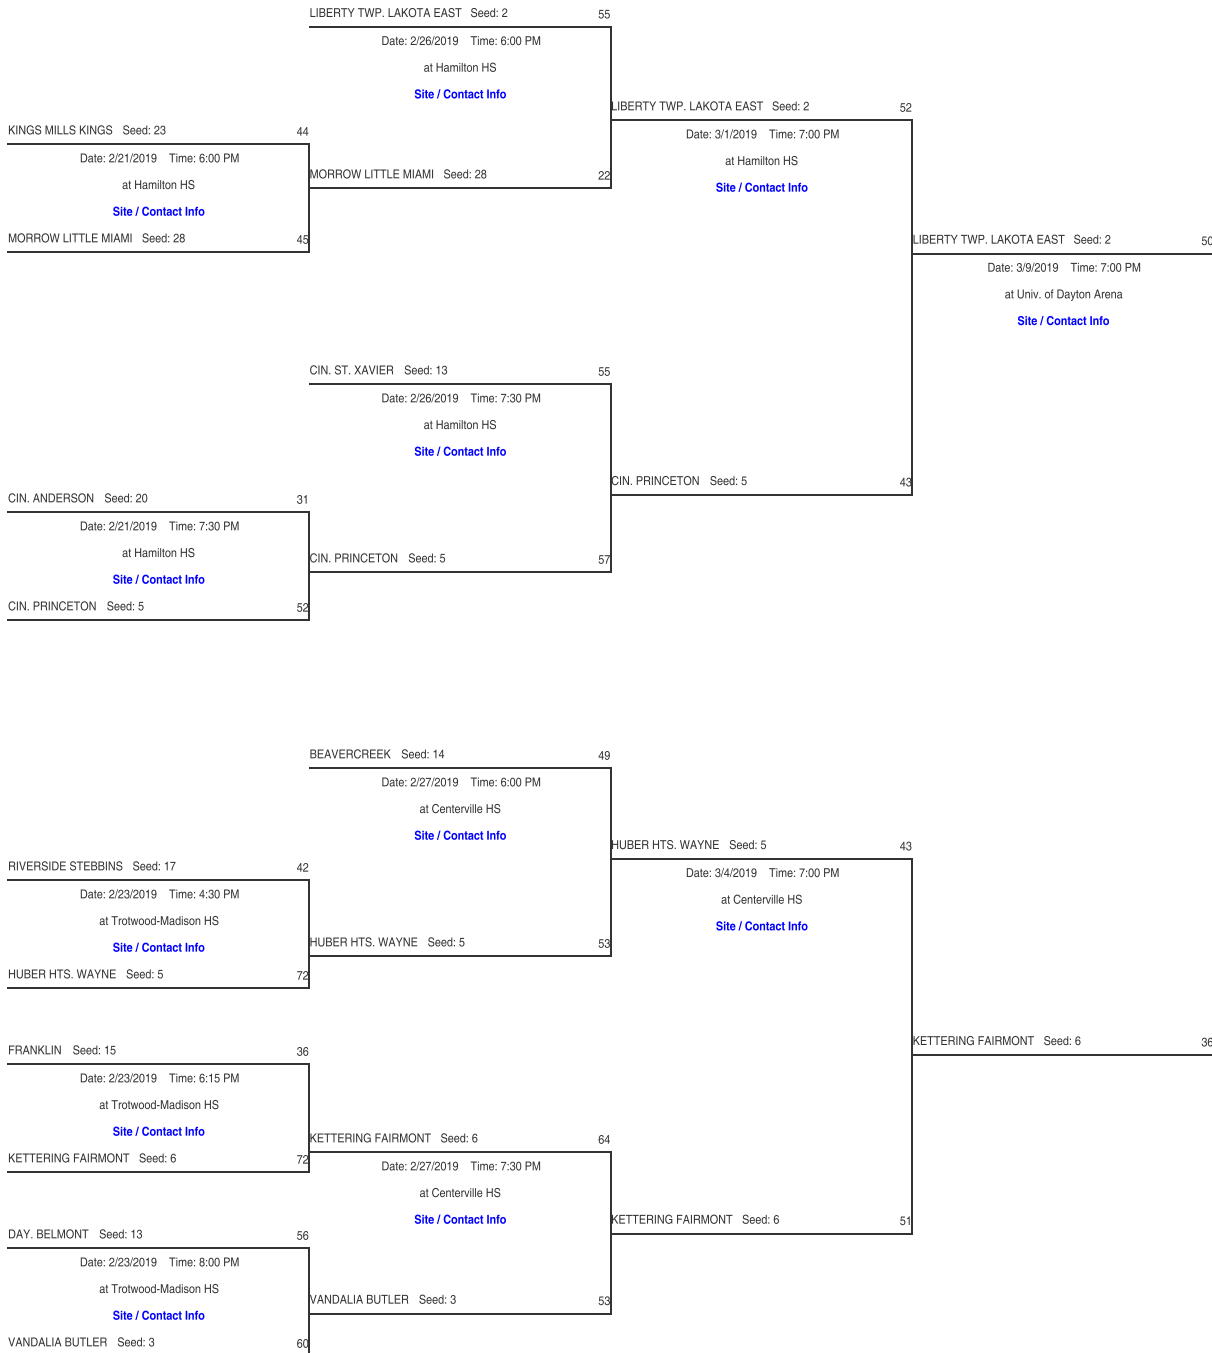 LIBERTY TWP. LAKOTA EAST Seed: 2 55
Date: 2/26/2019 Time: 6:00 PM
at Hamilton HS
Site / Contact Info
LIBERTY TWP. LAKOTA EAST Seed: 2 52
KINGS MILLS KINGS Seed: 23 44
Date: 3/1/2019 Time: 7:00 PM
Date: 2/21/2019 Time: 6:00 PM
at Hamilton HS
MORROW LITTLE MIAMI Seed: 28 22
at Hamilton HS
Site / Contact Info
Site / Contact Info
MORROW LITTLE MIAMI Seed: 28 45
LIBERTY TWP. LAKOTA EAST Seed: 2 50
Date: 3/9/2019 Time: 7:00 PM
at Univ. of Dayton Arena
Site / Contact Info
CIN. ST. XAVIER Seed: 13 55
Date: 2/26/2019 Time: 7:30 PM
at Hamilton HS
Site / Contact Info
CIN. PRINCETON Seed: 5 43
CIN. ANDERSON Seed: 20 31
Date: 2/21/2019 Time: 7:30 PM
at Hamilton HS
CIN. PRINCETON Seed: 5 57
Site / Contact Info
CIN. PRINCETON Seed: 5 52
BEAVERCREEK Seed: 14 49
Date: 2/27/2019 Time: 6:00 PM
at Centerville HS
Site / Contact Info
HUBER HTS. WAYNE Seed: 5 43
RIVERSIDE STEBBINS Seed: 17 42
Date: 3/4/2019 Time: 7:00 PM
Date: 2/23/2019 Time: 4:30 PM
at Centerville HS
at Trotwood-Madison HS
Site / Contact Info
HUBER HTS. WAYNE Seed: 5 53
Site / Contact Info
HUBER HTS. WAYNE Seed: 5 72
KETTERING FAIRMONT Seed: 6 36
FRANKLIN Seed: 15 36
Date: 2/23/2019 Time: 6:15 PM
at Trotwood-Madison HS
Site / Contact Info
KETTERING FAIRMONT Seed: 6 64
KETTERING FAIRMONT Seed: 6 72
Date: 2/27/2019 Time: 7:30 PM
at Centerville HS
Site / Contact Info
KETTERING FAIRMONT Seed: 6 51
DAY. BELMONT Seed: 13 56
Date: 2/23/2019 Time: 8:00 PM
at Trotwood-Madison HS
VANDALIA BUTLER Seed: 3 53
Site / Contact Info
VANDALIA BUTLER Seed: 3 60